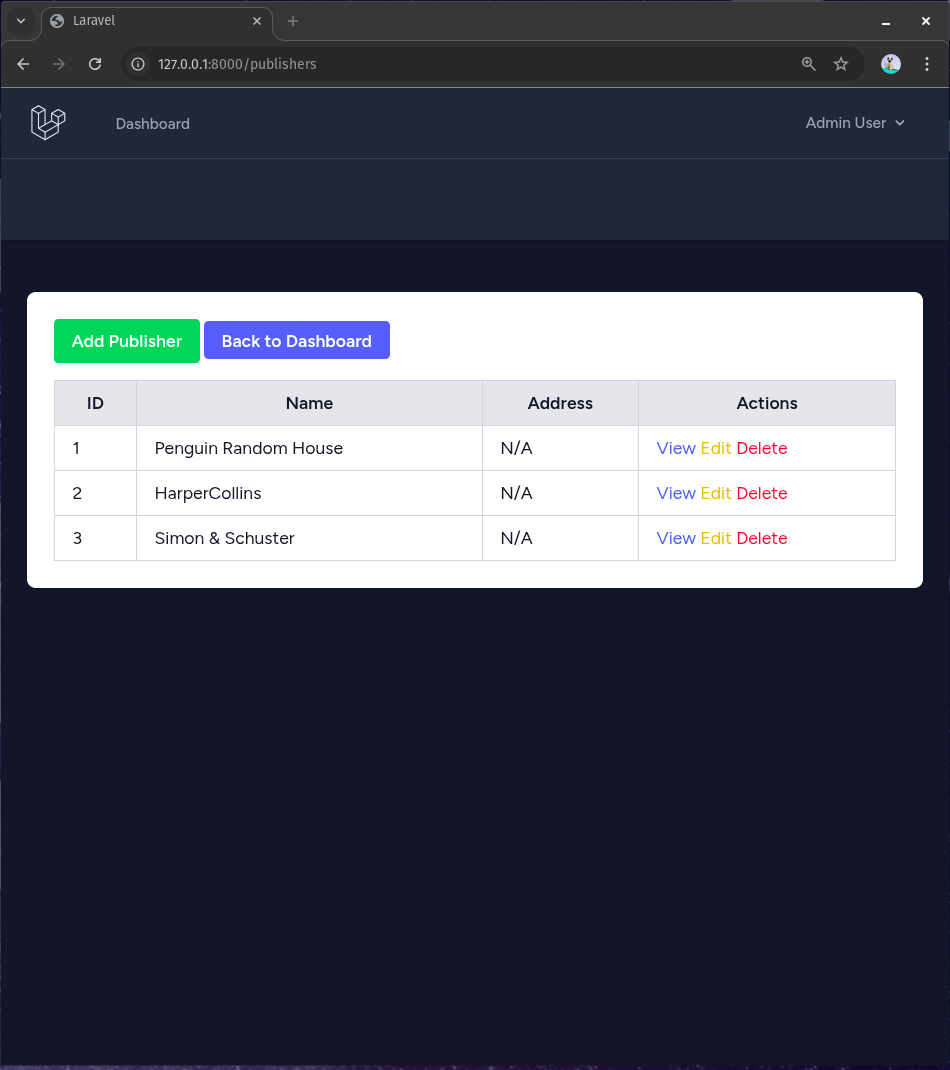 Laravel
127.0.0.1:8000/publishers
Dashboard
Admin User
Add Publisher Back to Dashboard
ID Name Address Actions
1 Penguin Random House N/A View Edit Delete
2 HarperCollins N/A View Edit Delete
3 Simon & Schuster N/A View Edit Delete